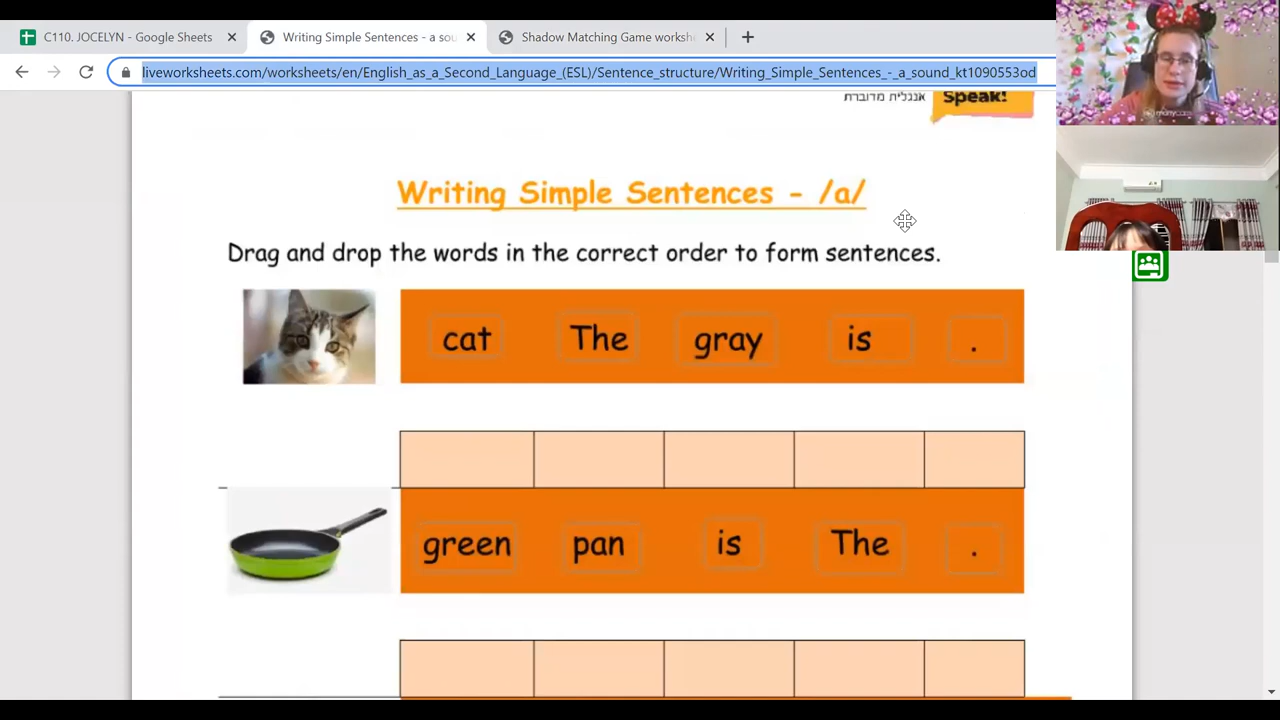 C110. JOCELYN - Google Sheets
Writing Simple Sentences - a sou
Shadow Matching Game worksh
liveworksheets.com/worksheets/en/English_as_a_Second_Language_(ESL)/Sentence_structure/Writing_Simple_Sentences_-_a_sound_kt1090553od
אנגלית מדוברת
Speak!
Writing Simple Sentences - /a/
Drag and drop the words in the correct order to form sentences.
cat The gray is .
green pan is The .